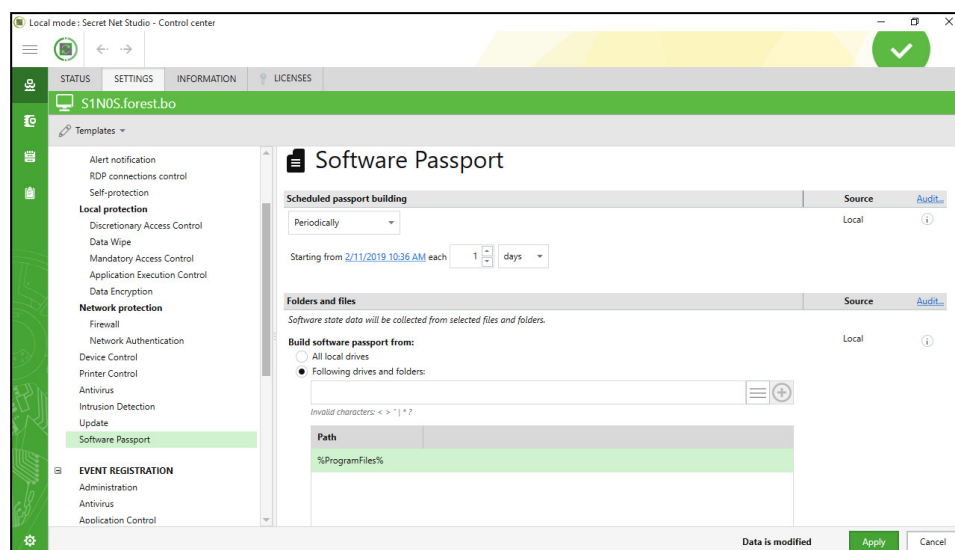 Local mode : Secret Net Studio - Control center
STATUS
SETTINGS
INFORMATION
LICENSES
S1N0S.forest.bo
Templates
Alert notification
RDP connections control
Self-protection
Local protection
Discretionary Access Control
Data Wipe
Mandatory Access Control
Application Execution Control
Data Encryption
Network protection
Firewall
Network Authentication
Device Control
Printer Control
Antivirus
Intrusion Detection
Update
Software Passport
EVENT REGISTRATION
Administration
Antivirus
Application Control
Software Passport
Scheduled passport building Source Audit...
Periodically
Local
Starting from 2/11/2019 10:36 AM each 1 days
Folders and files Source Audit...
Software state data will be collected from selected files and folders.
Build software passport from:
Local
All local drives
Following drives and folders:
Invalid characters: < > " | * ?
Path
%ProgramFiles%
Data is modified
Apply
Cancel